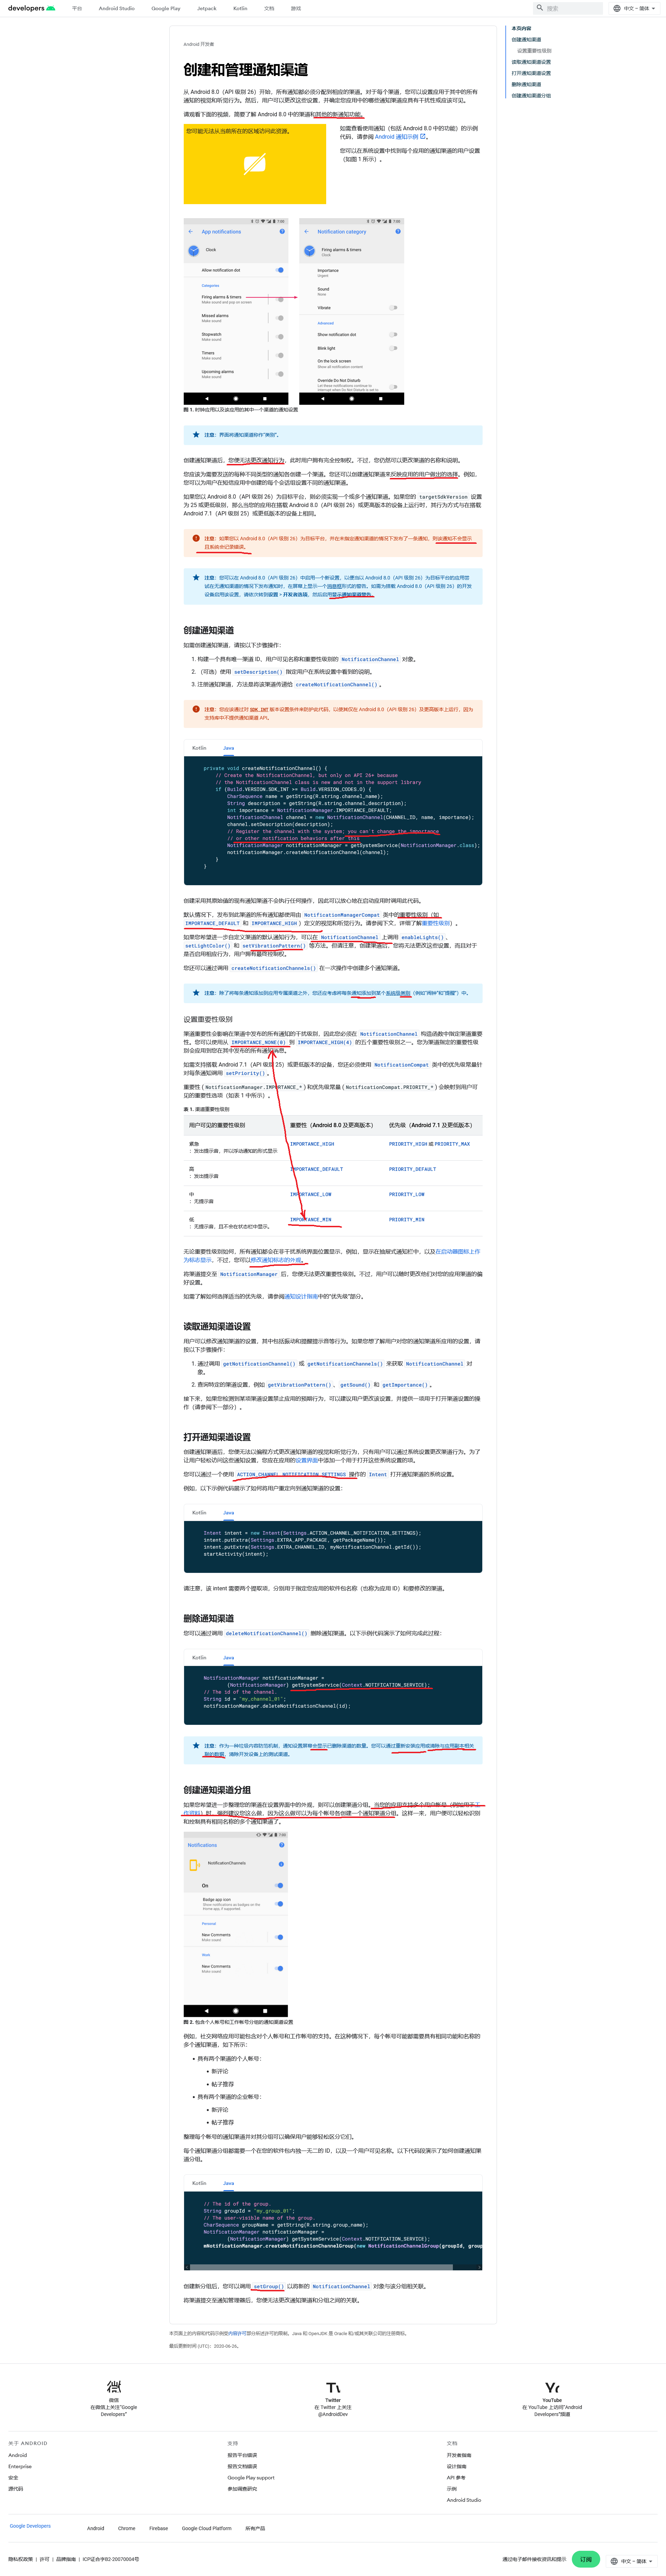 developers 平台 Android Studio Google Play Jetpack Kotlin 文档 游戏 搜索 中文 – 简体
Android 开发者
创建和管理通知渠道
从 Android 8.0（API 级别 26）开始，所有通知都必须分配到相应的渠道。对于每个渠道，您可以设置应用于其中的所有通知的视觉和听觉行为。然后，用户可以更改这些设置，并确定您应用中的哪些通知渠道应具有干扰性或应该可见。
请观看下面的视频，简要了解 Android 8.0 中的渠道和其他的新通知功能。
您可能无法从当前所在的区域访问此资源。
如需查看使用通知（包括 Android 8.0 中的功能）的示例代码，请参阅 Android 通知示例。
您可以在系统设置中找到每个应用的通知渠道的用户设置（如图 1 所示）。
App notifications
Clock
Allow notification dot
Categories
Firing alarms & timers
Make sound and pop on screen
Missed alarms
Make sound
Stopwatch
Make sound
Timers
Make sound
Upcoming alarms
Make sound
Notification category
Firing alarms & timers
Clock
Importance
Urgent
Sound
None
Vibrate
Advanced
Show notification dot
Blink light
On the lock screen
Show all notification content
Override Do Not Disturb
图 1. 时钟应用以及该应用的其中一个渠道的通知设置
注意：界面将通知渠道称作“类别”。
创建通知渠道后，您便无法更改通知行为，此时用户拥有完全控制权。不过，您仍然可以更改渠道的名称和说明。
您应该为需要发送的每种不同类型的通知各创建一个渠道。您还可以创建通知渠道来反映应用的用户做出的选择。例如，您可以为用户在短信应用中创建的每个会话组设置不同的通知渠道。
如果您以 Android 8.0（API 级别 26）为目标平台，则必须实现一个或多个通知渠道。如果您的 targetSdkVersion 设置为 25 或更低级别，那么当您的应用在搭载 Android 8.0（API 级别 26）或更高版本的设备上运行时，其行为方式与在搭载 Android 7.1（API 级别 25）或更低版本的设备上相同。
注意：如果您以 Android 8.0（API 级别 26）为目标平台，并在未指定通知渠道的情况下发布了一条通知，则该通知不会显示且系统会记录错误。
注意：您可以在 Android 8.0（API 级别 26）中启用一个新设置，以便当以 Android 8.0（API 级别 26）为目标平台的应用尝试在无通知渠道的情况下发布通知时，在屏幕上显示一个消息框形式的警告。如需为搭载 Android 8.0（API 级别 26）的开发设备启用该设置，请依次转到设置 > 开发者选项，然后启用显示通知渠道警告。
创建通知渠道
如需创建通知渠道，请按以下步骤操作：
1. 构建一个具有唯一渠道 ID、用户可见名称和重要性级别的 NotificationChannel 对象。
2. （可选）使用 setDescription() 指定用户在系统设置中看到的说明。
3. 注册通知渠道，方法是将该渠道传递给 createNotificationChannel()。
注意：您应该通过对 SDK_INT 版本设置条件来防护此代码，以使其仅在 Android 8.0（API 级别 26）及更高版本上运行，因为支持库中不提供通知渠道 API。
Kotlin Java
private void createNotificationChannel() {
// Create the NotificationChannel, but only on API 26+ because
// the NotificationChannel class is new and not in the support library
if (Build.VERSION.SDK_INT >= Build.VERSION_CODES.O) {
CharSequence name = getString(R.string.channel_name);
String description = getString(R.string.channel_description);
int importance = NotificationManager.IMPORTANCE_DEFAULT;
NotificationChannel channel = new NotificationChannel(CHANNEL_ID, name, importance);
channel.setDescription(description);
// Register the channel with the system; you can't change the importance
// or other notification behaviors after this
NotificationManager notificationManager = getSystemService(NotificationManager.class);
notificationManager.createNotificationChannel(channel);
}
}
创建采用其原始值的现有通知渠道不会执行任何操作，因此可以放心地在启动应用时调用此代码。
默认情况下，发布到此渠道的所有通知都使用由 NotificationManagerCompat 类中的重要性级别（如 IMPORTANCE_DEFAULT 和 IMPORTANCE_HIGH）定义的视觉和听觉行为。请参阅下文，详细了解重要性级别）。
如果您希望进一步自定义渠道的默认通知行为，可以在 NotificationChannel 上调用 enableLights()、setLightColor() 和 setVibrationPattern() 等方法。但请注意，创建渠道后，您将无法更改这些设置，而且对于是否启用相应行为，用户拥有最终控制权。
您还可以通过调用 createNotificationChannels() 在一次操作中创建多个通知渠道。
注意：除了将每条通知添加到应用专属渠道之外，您还应考虑将每条通知添加到某个系统级类别（例如“闹钟”和“提醒”）中。
设置重要性级别
渠道重要性会影响在渠道中发布的所有通知的干扰级别，因此您必须在 NotificationChannel 构造函数中指定渠道重要性。您可以使用从 IMPORTANCE_NONE(0) 到 IMPORTANCE_HIGH(4) 的五个重要性级别之一。您为渠道指定的重要性级别会应用到您在其中发布的所有通知消息。
如需支持搭载 Android 7.1（API 级别 25）或更低版本的设备，您还必须使用 NotificationCompat 类中的优先级常量针对每条通知调用 setPriority()。
重要性 (NotificationManager.IMPORTANCE_*) 和优先级常量 (NotificationCompat.PRIORITY_*) 会映射到用户可见的重要性选项（如表 1 中所示）。
表 1. 渠道重要性级别
用户可见的重要性级别 重要性（Android 8.0 及更高版本） 优先级（Android 7.1 及更低版本）
紧急 IMPORTANCE_HIGH PRIORITY_HIGH 或 PRIORITY_MAX
：发出提示音，并以浮动通知的形式显示
高 IMPORTANCE_DEFAULT PRIORITY_DEFAULT
：发出提示音
中 IMPORTANCE_LOW PRIORITY_LOW
：无提示音
低 IMPORTANCE_MIN PRIORITY_MIN
：无提示音，且不会在状态栏中显示。
无论重要性级别如何，所有通知都会在非干扰系统界面位置显示，例如，显示在抽屉式通知栏中，以及在启动器图标上作为标志显示，不过，您可以修改通知标志的外观。
将渠道提交至 NotificationManager 后，您便无法更改重要性级别。不过，用户可以随时更改他们对您的应用渠道的偏好设置。
如需了解如何选择适当的优先级，请参阅通知设计指南中的“优先级”部分。
读取通知渠道设置
用户可以修改通知渠道的设置，其中包括振动和提醒提示音等行为。如果您想了解用户对您的通知渠道所应用的设置，请按以下步骤操作：
1. 通过调用 getNotificationChannel() 或 getNotificationChannels() 来获取 NotificationChannel 对象。
2. 查询特定的渠道设置，例如 getVibrationPattern()、getSound() 和 getImportance()。
接下来，如果您检测到某项渠道设置禁止应用的预期行为，可以建议用户更改该设置，并提供一项用于打开渠道设置的操作（请参阅下一部分）。
打开通知渠道设置
创建通知渠道后，您便无法以编程方式更改通知渠道的视觉和听觉行为，只有用户可以通过系统设置更改渠道行为。为了让用户轻松访问这些通知设置，您应在应用的设置界面中添加一个用于打开这些系统设置的项。
您可以通过一个使用 ACTION_CHANNEL_NOTIFICATION_SETTINGS 操作的 Intent 打开通知渠道的系统设置。
例如，以下示例代码展示了如何将用户重定向到通知渠道的设置：
Kotlin Java
Intent intent = new Intent(Settings.ACTION_CHANNEL_NOTIFICATION_SETTINGS);
intent.putExtra(Settings.EXTRA_APP_PACKAGE, getPackageName());
intent.putExtra(Settings.EXTRA_CHANNEL_ID, myNotificationChannel.getId());
startActivity(intent);
请注意，该 intent 需要两个提取项，分别用于指定您应用的软件包名称（也称为应用 ID）和要修改的渠道。
删除通知渠道
您可以通过调用 deleteNotificationChannel() 删除通知渠道。以下示例代码演示了如何完成此过程：
Kotlin Java
NotificationManager notificationManager =
(NotificationManager) getSystemService(Context.NOTIFICATION_SERVICE);
// The id of the channel.
String id = "my_channel_01";
notificationManager.deleteNotificationChannel(id);
注意：作为一种垃圾内容防范机制，通知设置屏幕会显示已删除渠道的数量。您可以通过重新安装应用或清除与应用副本相关联的数据，清除开发设备上的测试渠道。
创建通知渠道分组
如果您希望进一步整理您的渠道在设置界面中的外观，则可以创建渠道组。当您的应用支持多个用户帐号（例如用于工作资料）时，强烈建议您这么做，因为这么做可以为每个帐号各创建一个通知渠道分组。这样一来，用户便可以轻松识别和控制具有相同名称的多个通知渠道了。
Notifications
NotificationChannels
On
Badge app icon
Personal
New Comments
Make sound
Work
New Comments
Make sound
图 2. 包含个人帐号和工作帐号分组的通知渠道设置
例如，社交网络应用可能包含对个人帐号和工作帐号的支持。在这种情况下，每个帐号可能都需要具有相同功能和名称的多个通知渠道，如下所示：
• 具有两个渠道的个人帐号：
• 新评论
• 帖子推荐
• 具有两个渠道的企业帐号：
• 新评论
• 帖子推荐
整理每个帐号的通知渠道并对其分组可以确保用户能够轻松区分它们。
每个通知渠道分组都需要一个在您的软件包内独一无二的 ID，以及一个用户可见名称。以下代码段演示了如何创建通知渠道分组。
Kotlin Java
// The id of the group.
String groupId = "my_group_01";
// The user-visible name of the group.
CharSequence groupName = getString(R.string.group_name);
NotificationManager notificationManager =
(NotificationManager) getSystemService(Context.NOTIFICATION_SERVICE);
mNotificationManager.createNotificationChannelGroup(new NotificationChannelGroup(groupId, group
创建新分组后，您可以调用 setGroup() 以将新的 NotificationChannel 对象与该分组相关联。
将渠道提交至通知管理器后，您便无法更改通知渠道和分组之间的关联。
本页内容
创建通知渠道
设置重要性级别
读取通知渠道设置
打开通知渠道设置
删除通知渠道
创建通知渠道分组
本页面上的内容和代码示例受内容许可部分所述许可的限制。Java 和 OpenJDK 是 Oracle 和/或其关联公司的注册商标。
最后更新时间 (UTC)：2020-06-26。
微信
在微信上关注“Google Developers”
Twitter
在 Twitter 上关注 @AndroidDev
YouTube
在 YouTube 上访问“Android Developers”频道
关于 ANDROID
Android
Enterprise
安全
源代码
支持
报告平台错误
报告文档错误
Google Play support
参加调查研究
文档
开发者指南
设计指南
API 参考
示例
Android Studio
Google Developers Android Chrome Firebase Google Cloud Platform 所有产品
隐私权政策 | 许可 | 品牌指南 | ICP证合字B2-20070004号 通过电子邮件接收资讯和提示 订阅 中文 – 简体